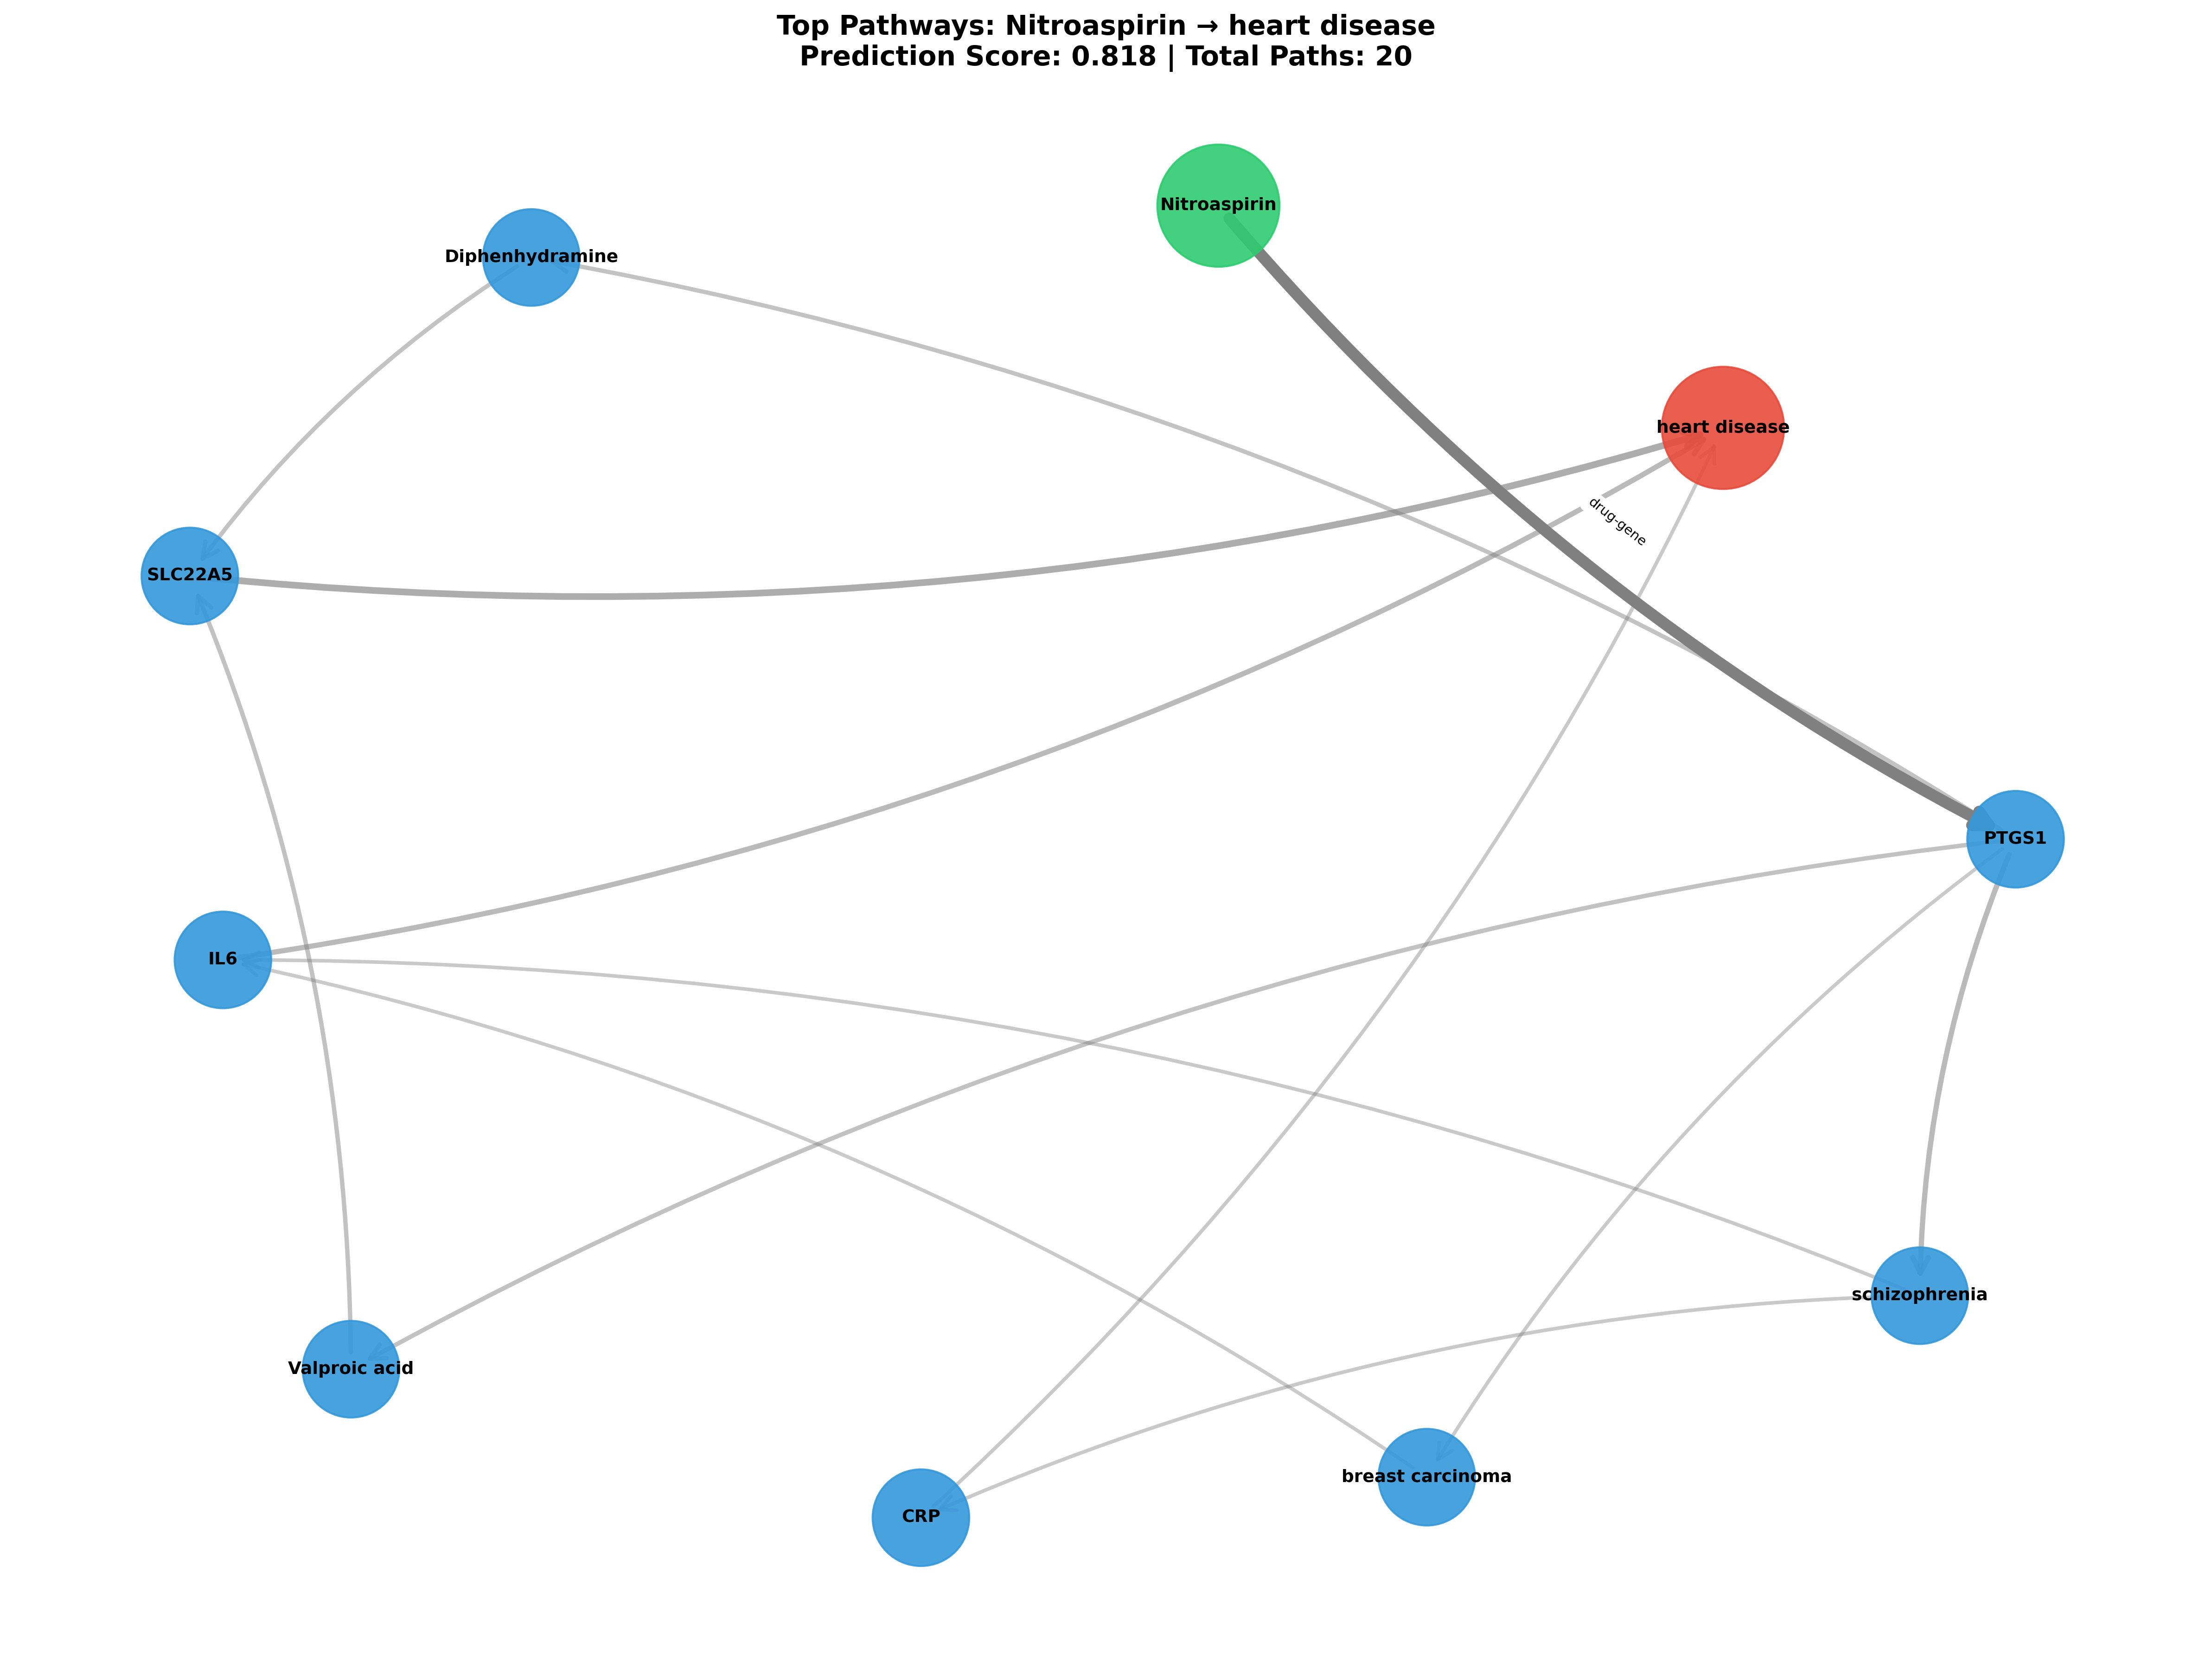 Top Pathways: Nitroaspirin → heart disease
Prediction Score: 0.818 | Total Paths: 20
Nitroaspirin
Diphenhydramine
heart disease
drug-gene
SLC22A5
PTGS1
IL6
schizophrenia
Valproic acid
breast carcinoma
CRP